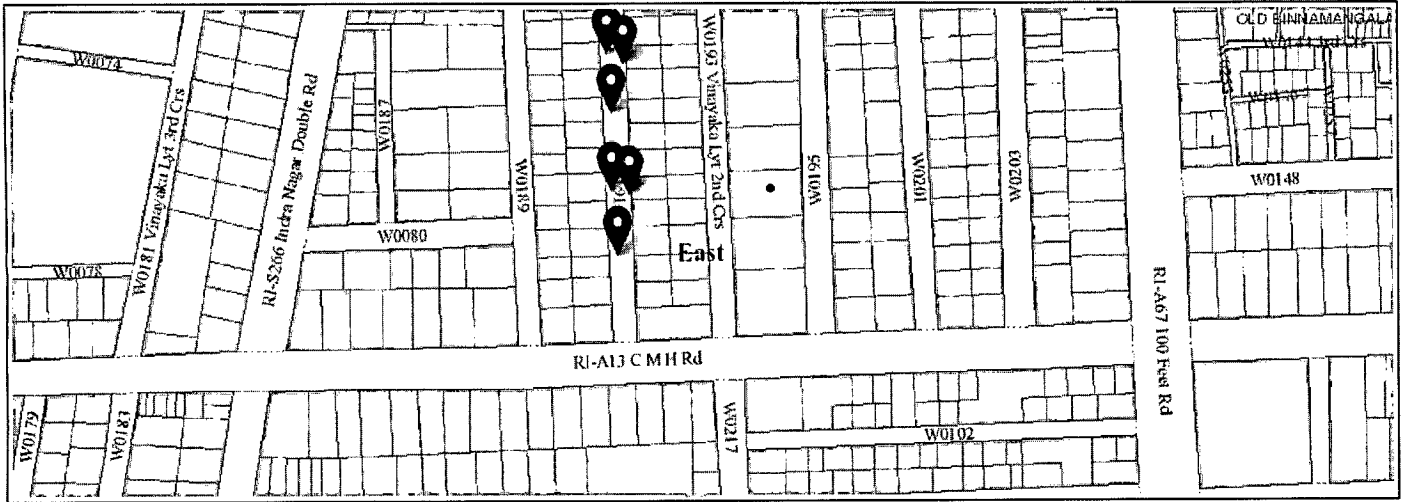 OLD BINNAMANGALA
W0074
W0181 Vinayaka Lyt 3rd Crs
RI-S266 Indra Nagar Double Rd
W0187
W0189
W0193 Vinayaka Lyt 2nd Crs
W0195
W0201
W0203
W0148
W0080
W0078
East
RI-A13 C M H Rd
RI-A67 100 Feet Rd
W0179
W0183
W0217
W0102